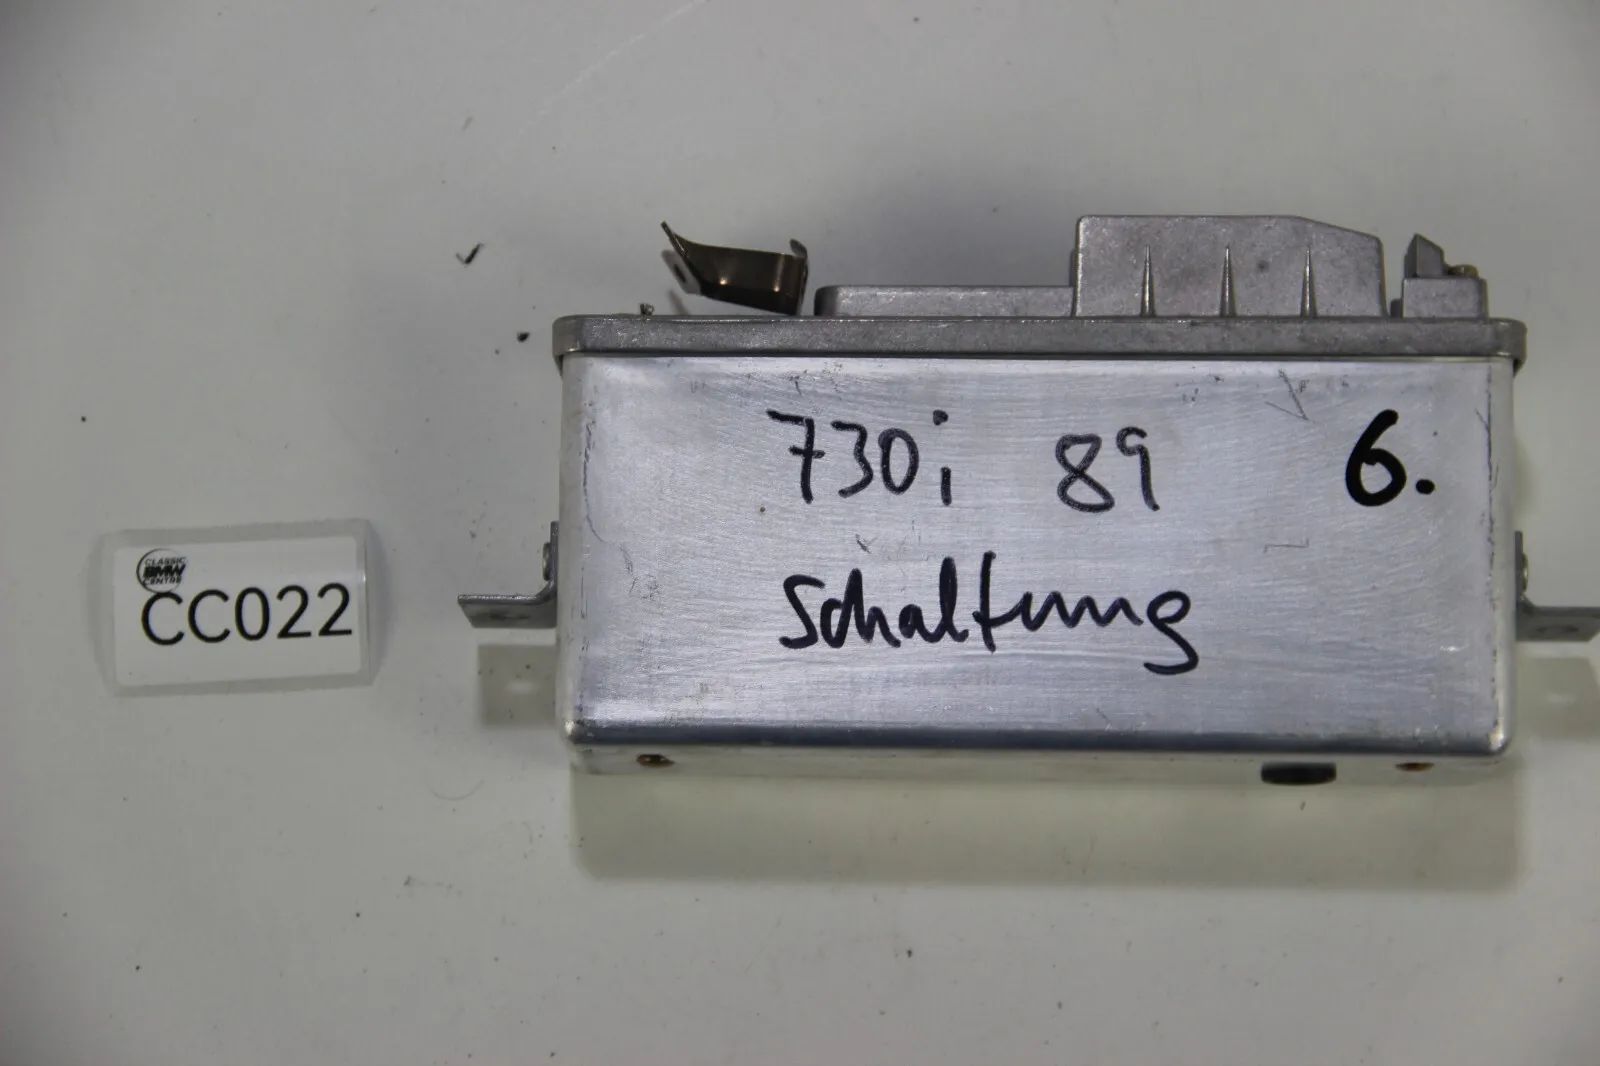 730i 89 6.
Schaltung
CLASSIC
BMW
CENTRE
CC022